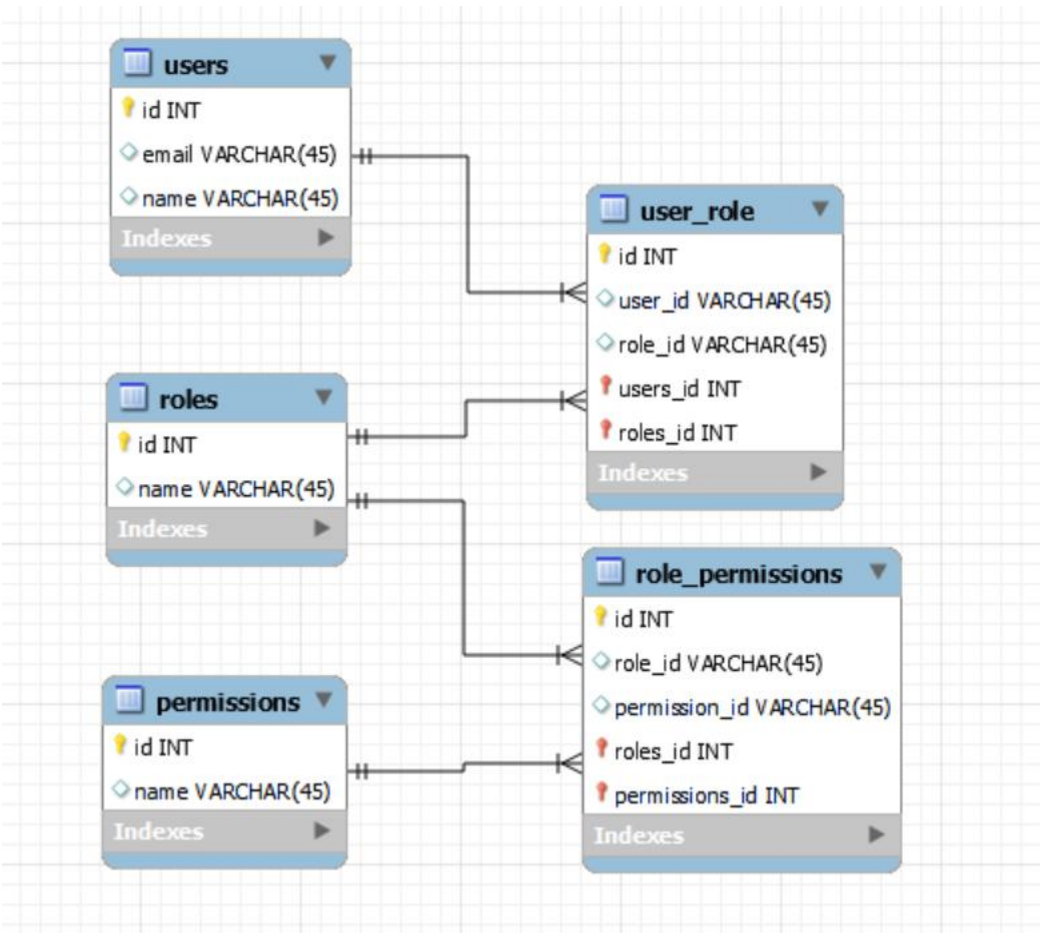 users
id INT
email VARCHAR(45)
name VARCHAR(45)
Indexes
user_role
id INT
user_id VARCHAR(45)
role_id VARCHAR(45)
users_id INT
roles_id INT
Indexes
roles
id INT
name VARCHAR(45)
Indexes
role_permissions
id INT
role_id VARCHAR(45)
permission_id VARCHAR(45)
roles_id INT
permissions_id INT
Indexes
permissions
id INT
name VARCHAR(45)
Indexes